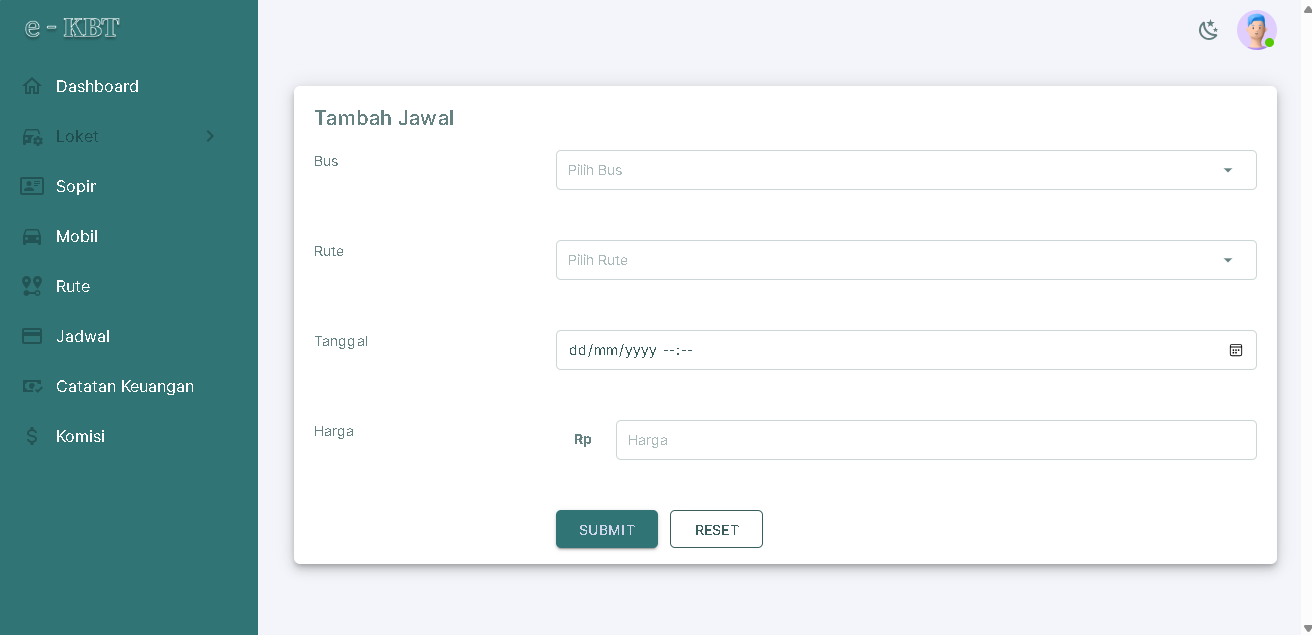 e - KBT
Dashboard
Loket
Sopir
Mobil
Rute
Jadwal
Catatan Keuangan
Komisi
Tambah Jawal
Bus
Pilih Bus
Rute
Pilih Rute
Tanggal
dd/mm/yyyy --:--
Harga
Rp
Harga
SUBMIT
RESET